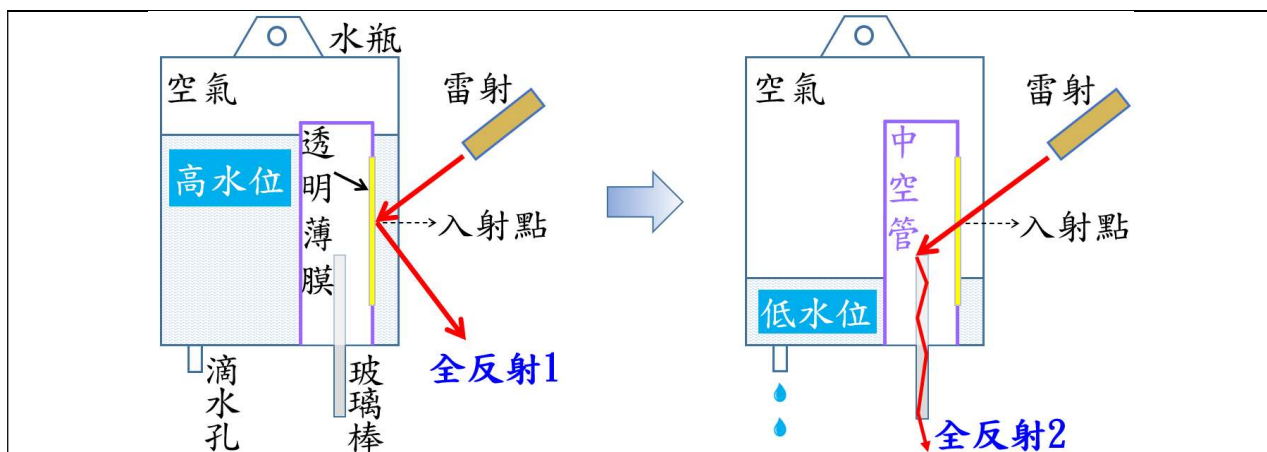 水瓶
空氣
雷射
透明薄膜
高水位
入射點
全反射1
滴水孔
玻璃棒
空氣
雷射
中空管
入射點
低水位
全反射2